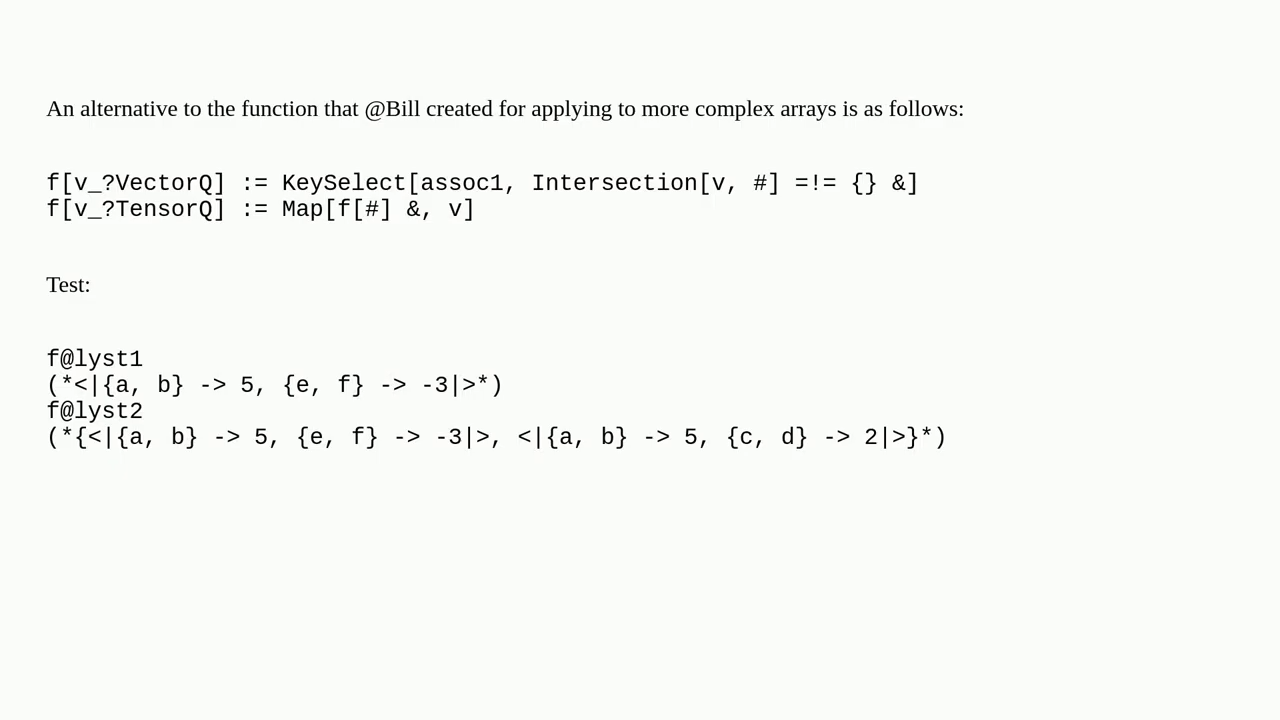 An alternative to the function that @Bill created for applying to more complex arrays is as follows:
f[v_?VectorQ] := KeySelect[assoc1, Intersection[v, #] =!= {} &]
f[v_?TensorQ] := Map[f[#] &, v]
Test:
f@lyst1
(*<|{a, b} -> 5, {e, f} -> -3|>*)
f@lyst2
(*{<|{a, b} -> 5, {e, f} -> -3|>, <|{a, b} -> 5, {c, d} -> 2|>}*)